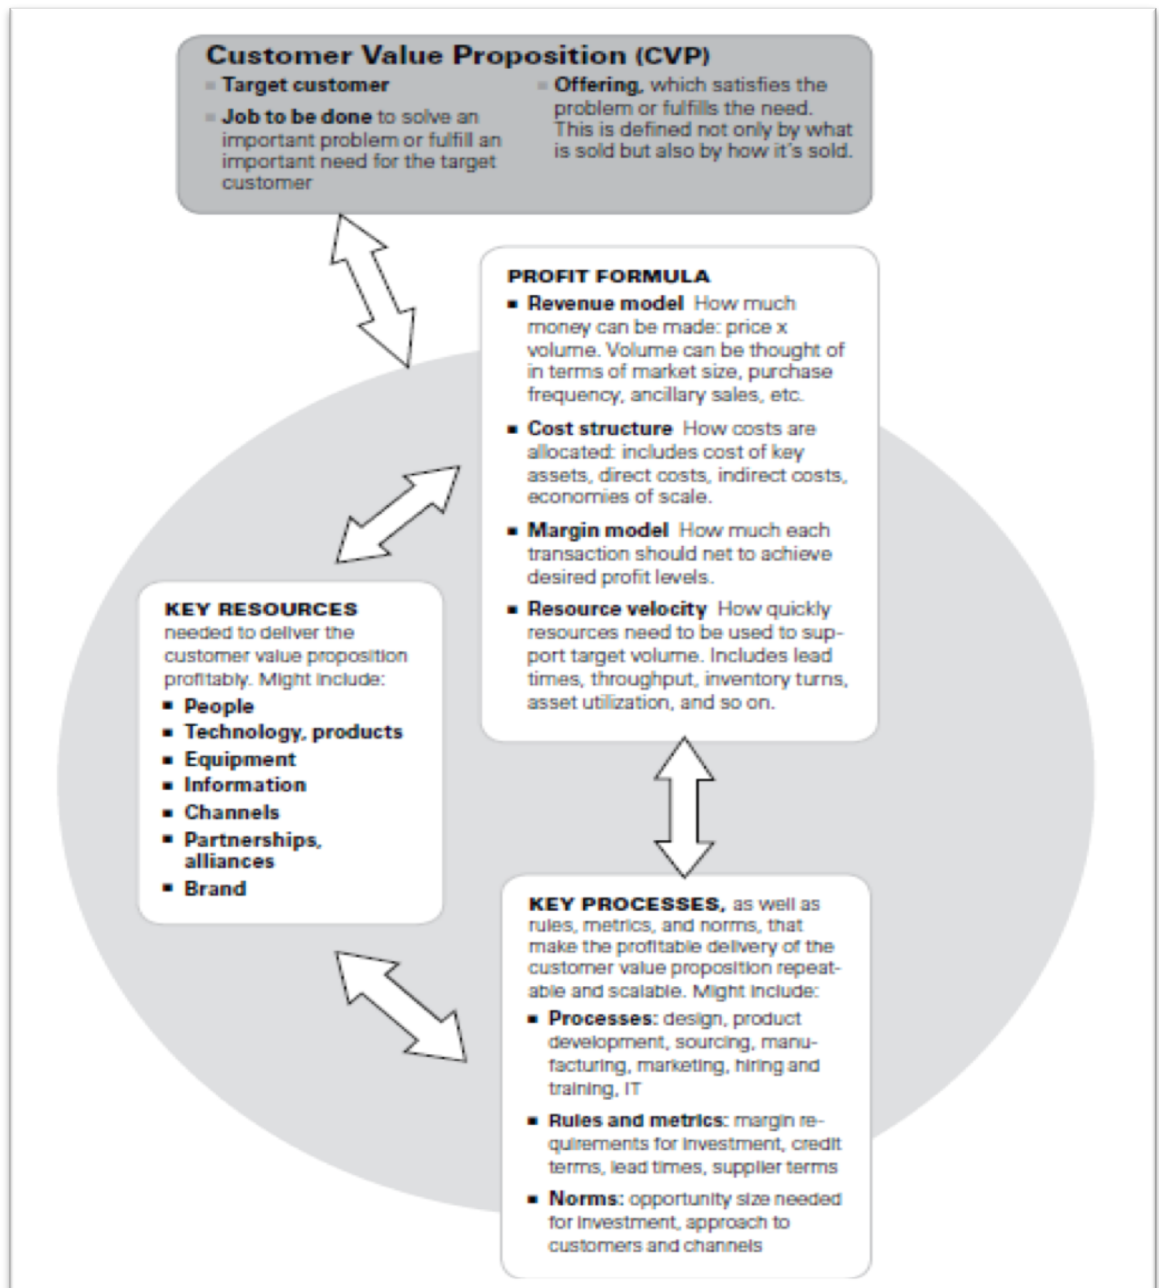 Customer Value Proposition (CVP)
Target customer
Job to be done to solve an
important problem or fulfill an
important need for the target
customer
Offering, which satisfies the
problem or fulfills the need.
This is defined not only by what
is sold but also by how it's sold.
PROFIT FORMULA
Revenue model How much
money can be made: price x
volume. Volume can be thought of
in terms of market size, purchase
frequency, ancillary sales, etc.
Cost structure How costs are
allocated: includes cost of key
assets, direct costs, indirect costs,
economies of scale.
Margin model How much each
transaction should net to achieve
desired profit levels.
Resource velocity How quickly
resources need to be used to sup-
port target volume. Includes lead
times, throughput, inventory turns,
asset utilization, and so on.
KEY RESOURCES
needed to deliver the
customer value proposition
profitably. Might include:
People
Technology, products
Equipment
Information
Channels
Partnerships,
alliances
Brand
KEY PROCESSES, as well as
rules, metrics, and norms, that
make the profitable delivery of the
customer value proposition repeat-
able and scalable. Might include:
Processes: design, product
development, sourcing, manu-
facturing, marketing, hiring and
training, IT
Rules and metrics: margin re-
quirements for investment, credit
terms, lead times, supplier terms
Norms: opportunity size needed
for investment, approach to
customers and channels